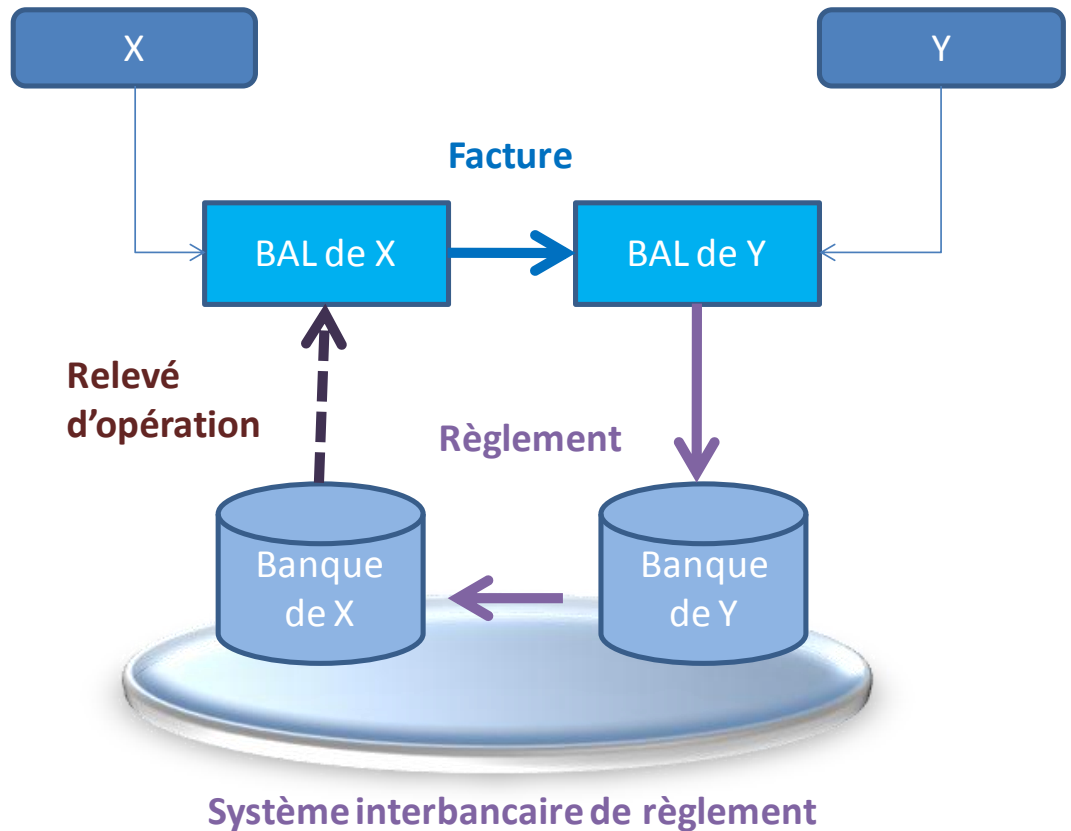 X
Y
Facture
BAL de X
BAL de Y
Relevé
d’opération
Règlement
Banque
de X
Banque
de Y
Système interbancaire de règlement